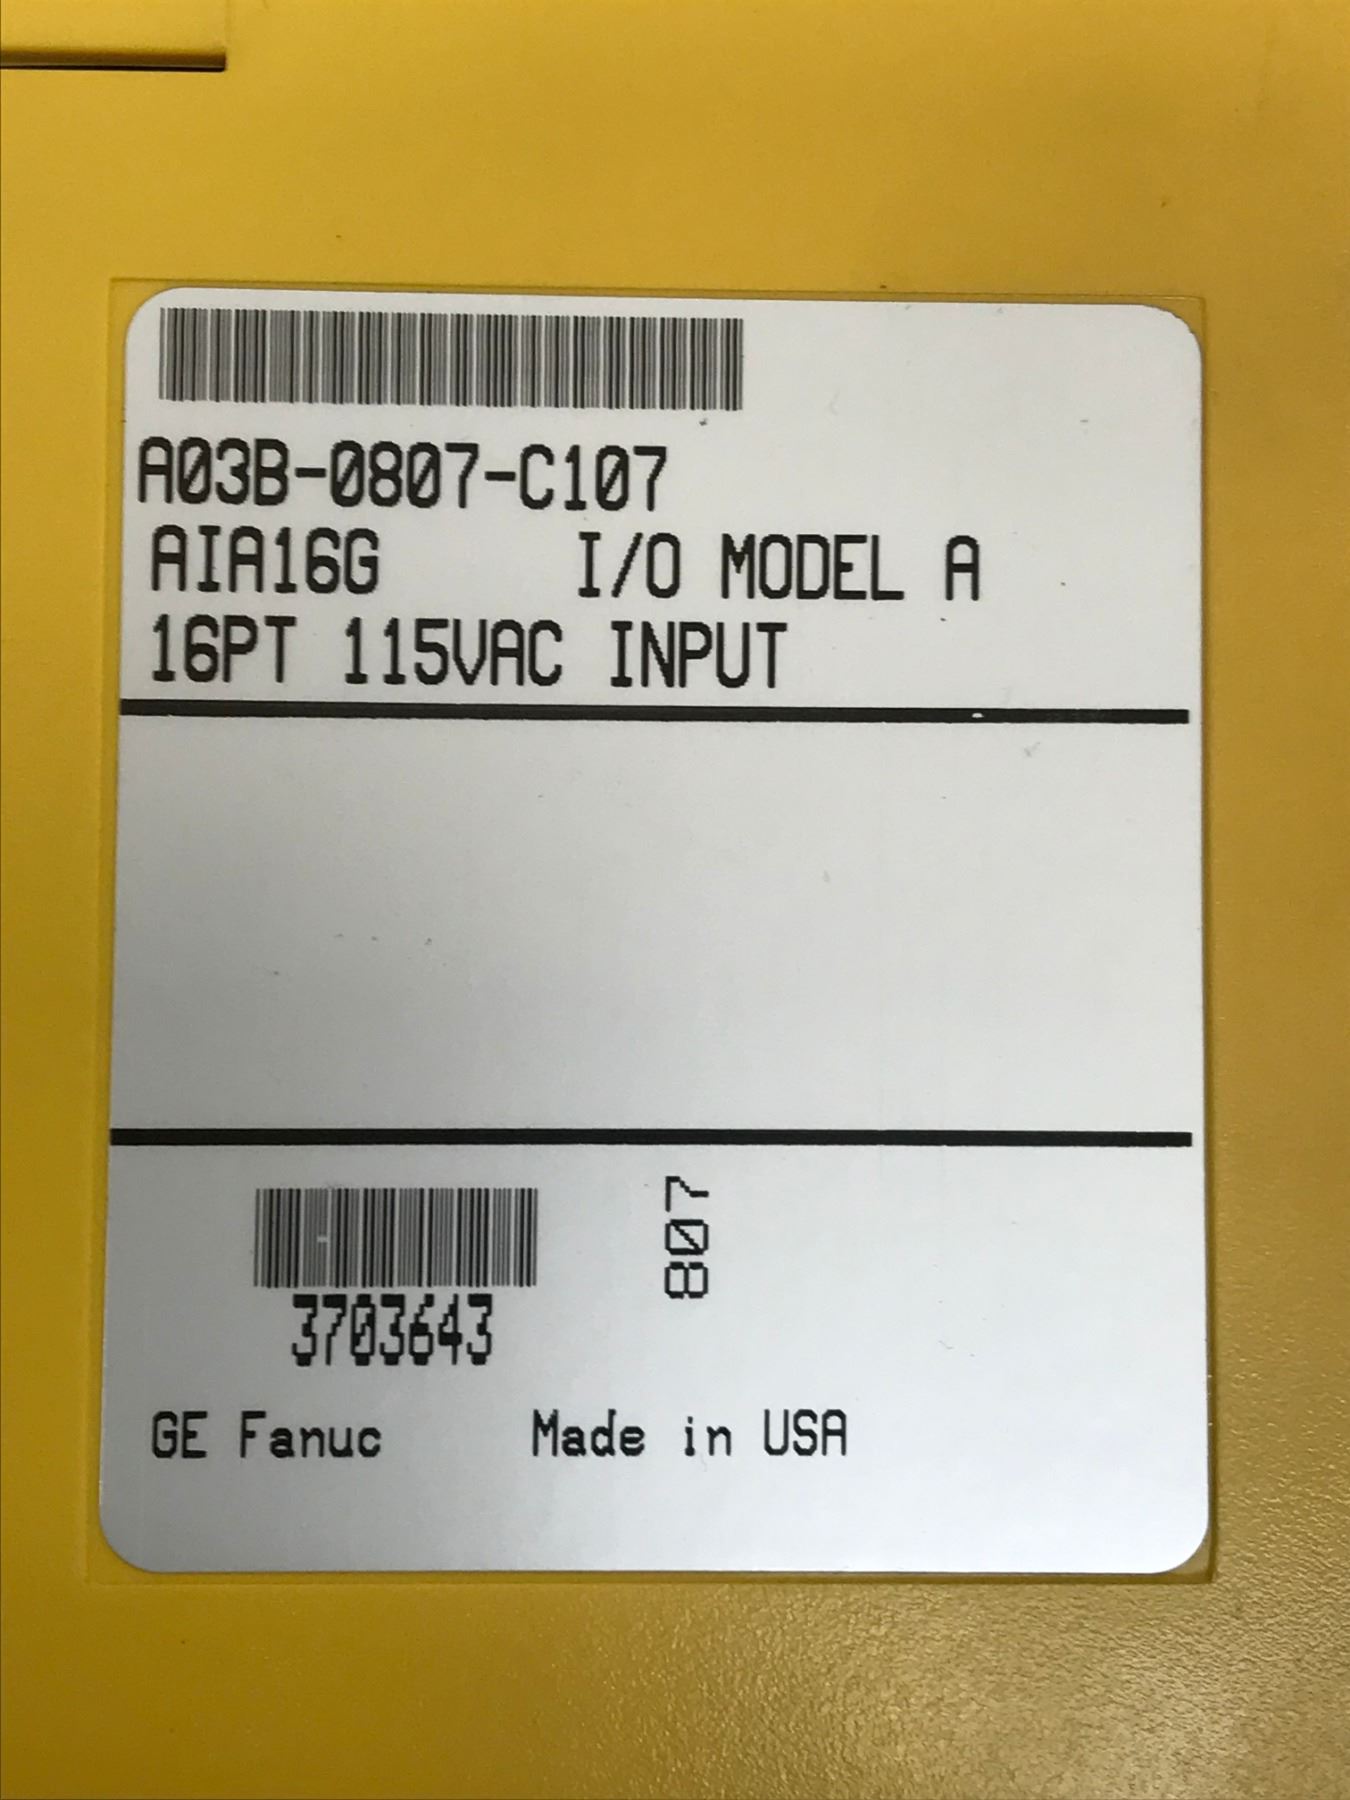 A03B-0807-C107
AIA16G I/O MODEL A
16PT 115VAC INPUT
807
3703643
GE Fanuc Made in USA